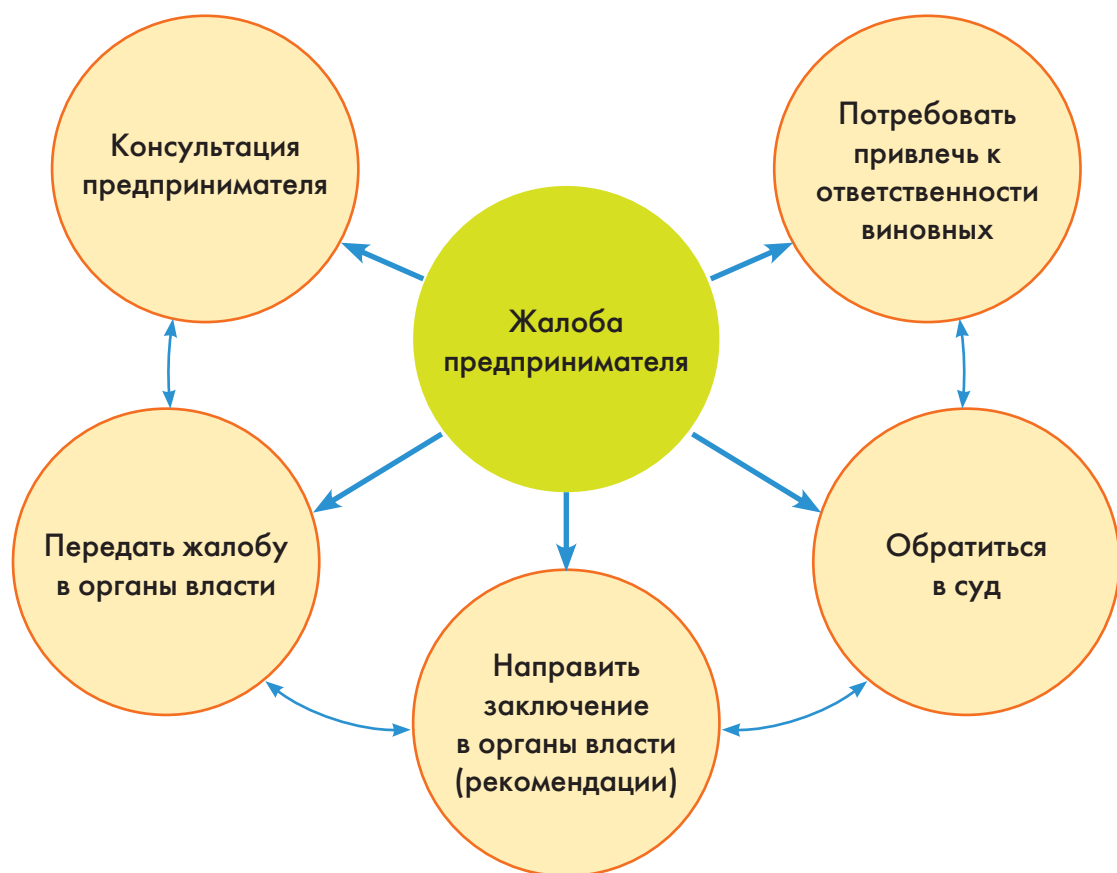 Консультация
предпринимателя
Потребовать
привлечь к
ответственности
виновных
Жалоба
предпринимателя
Передать жалобу
в органы власти
Обратиться
в суд
Направить
заключение
в органы власти
(рекомендации)